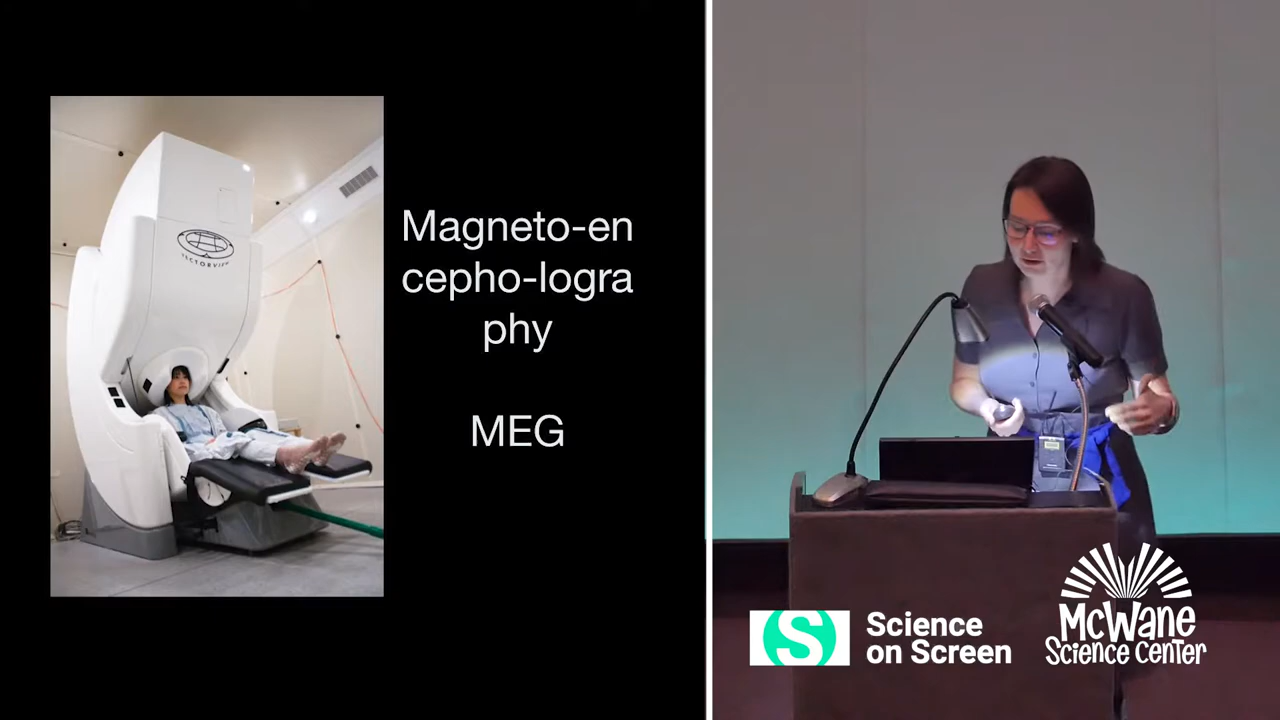 Magneto-en
cepho-logra
phy
MEG
VECTORVIEW
S
Science
on Screen
McWane
Science Center